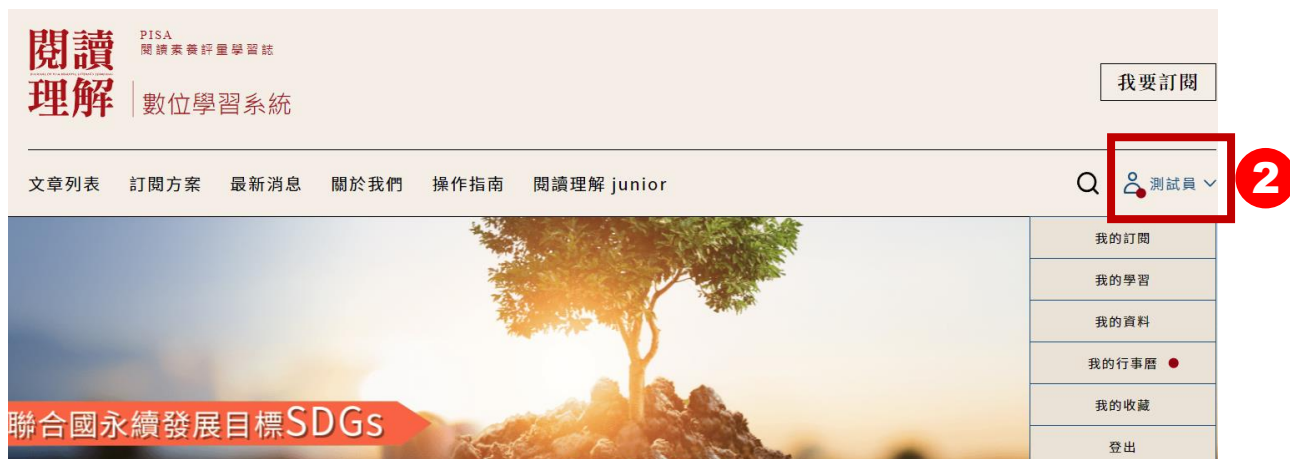 閱讀
理解
PISA
閱讀素養評量學習誌
數位學習系統
我要訂閱
文章列表 訂閱方案 最新消息 關於我們 操作指南 閱讀理解 junior
測試員
2
我的訂閱
我的學習
我的資料
我的行事曆
我的收藏
登出
聯合國永續發展目標SDGs